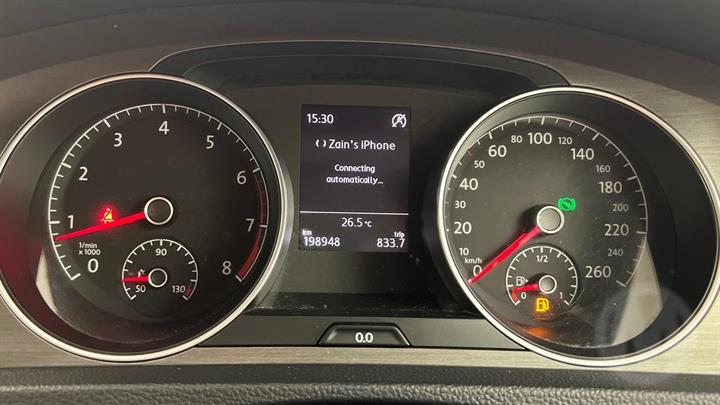 15:30
Zain's iPhone
Connecting
automatically...
26.5 °C
km trip
198948 833.7
0 1 2 3 4 5 6 7 8
1/min
x 1000
50 90 130
0 10 20 30 40 50 60 80 100 120 140 160 180 200 220 240 260
km/h
0 1/2 1
0.0